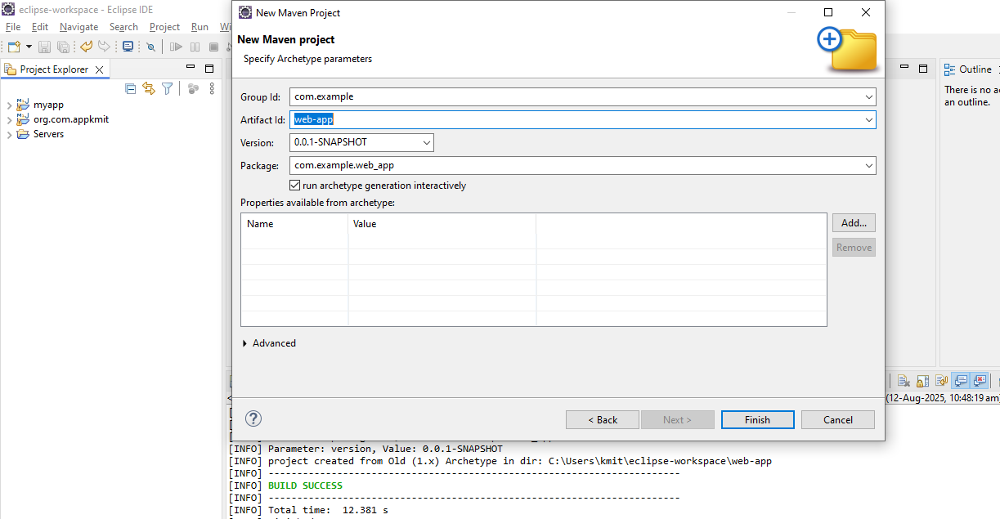 eclipse-workspace - Eclipse IDE
File Edit Navigate Search Project Run
Project Explorer
myapp
org.com.appkmit
Servers
New Maven Project
New Maven project
Specify Archetype parameters
Group Id: com.example
Artifact Id: web-app
Version: 0.0.1-SNAPSHOT
Package: com.example.web_app
run archetype generation interactively
Properties available from archetype:
Name Value
Add...
Remove
Advanced
< Back Next > Finish Cancel
Outline
There is no
an outline.
(12-Aug-2025, 10:48:19 am)
[INFO] Parameter: version, Value: 0.0.1-SNAPSHOT
[INFO] project created from Old (1.x) Archetype in dir: C:\Users\kmit\eclipse-workspace\web-app
[INFO] ------------------------------------------------------------------------
[INFO] BUILD SUCCESS
[INFO] ------------------------------------------------------------------------
[INFO] Total time: 12.381 s